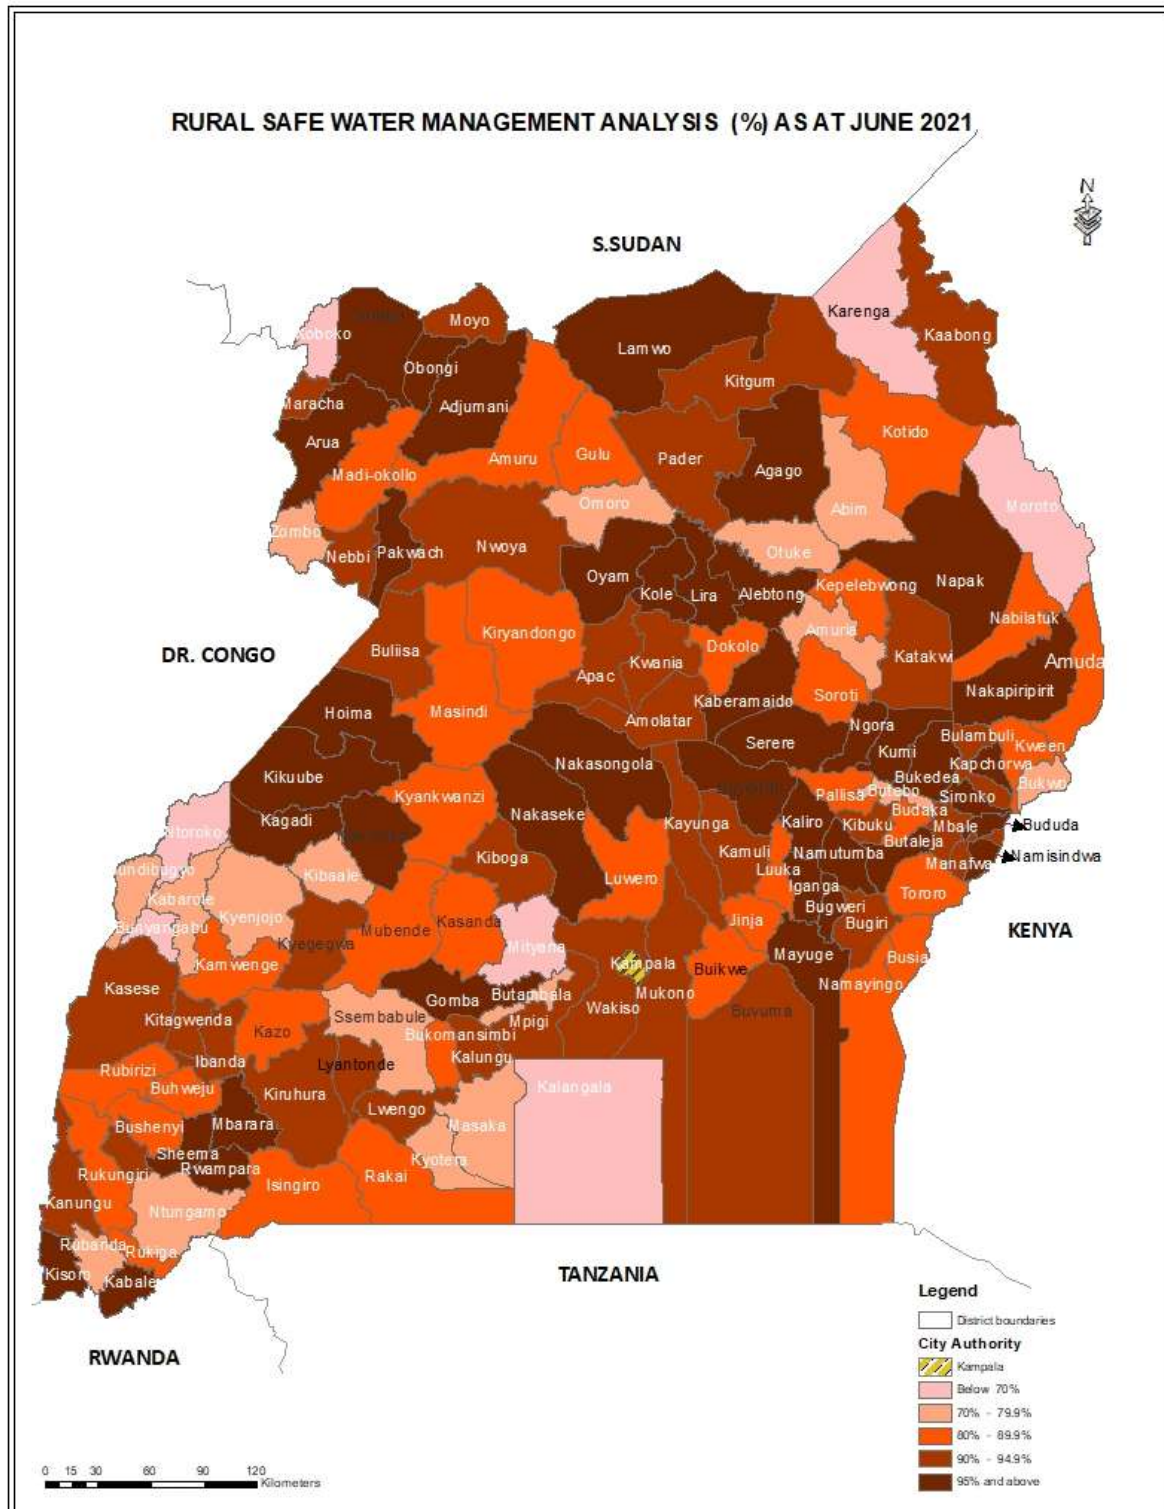 RURAL SAFE WATER MANAGEMENT ANALYSIS (%) AS AT JUNE 2021
N
S.SUDAN
Karenga
Kaabong
Moyo
Koboko
Lamwo
Obongi
Kitgum
Adjumani
Maracha
Arua
Kotido
Gulu
Amuru
Pader
Madi-okollo
Agago
Omoro
Abim
Moroto
Zombo
Nebbi
Pakwach
Nwoya
Otuke
Oyam
Kole
Lira
Alebtong
Kepelebwong
Napak
Nabilatuk
Kiryandongo
Amuria
Dokolo
Buliisa
DR. CONGO
Kwania
Katakwi
Amudat
Apac
Nakapiripirit
Kaberamaido
Soroti
Hoima
Masindi
Amolatar
Ngora
Serere
Kumi
Bulambuli
Kween
Kapchorwa
Kikuube
Nakasongola
Bukedea
Bukwo
Kyankwanzi
Pallisa
Butebo
Sironko
Budaka
Kagadi
Nakaseke
Kayunga
Kaliro
Kibuku
Mbale
Bududa
Ntoroko
Butaleja
Kiboga
Kamuli
Namutumba
Manafwa
Namisindwa
Bundibugyo
Kibaale
Luwero
Luuka
Iganga
Tororo
Kabarole
Kyenjojo
Kasanda
Bugweri
Bunyangabu
Mubende
Jinja
Bugiri
KENYA
Kyegegwa
Mityana
Mayuge
Busia
Kamwenge
Kampala
Buikwe
Kasese
Gomba
Butambala
Mukono
Namayingo
Wakiso
Buvuma
Ssembabule
Mpigi
Kitagwenda
Kazo
Bukomansimbi
Kalungu
Ibanda
Lyantonde
Rubirizi
Buhweju
Kiruhura
Kalangala
Lwengo
Mbarara
Masaka
Bushenyi
Sheema
Kyotera
Rwampara
Rukungiri
Rakai
Isingiro
Kanungu
Ntungamo
Rubanda
Rukiga
Kisoro
Kabale
TANZANIA
RWANDA
Legend
District boundaries
City Authority
Kampala
Below 70%
70% - 79.9%
80% - 89.9%
90% - 94.9%
95% and above
0 15 30 60 90 120
Kilometers